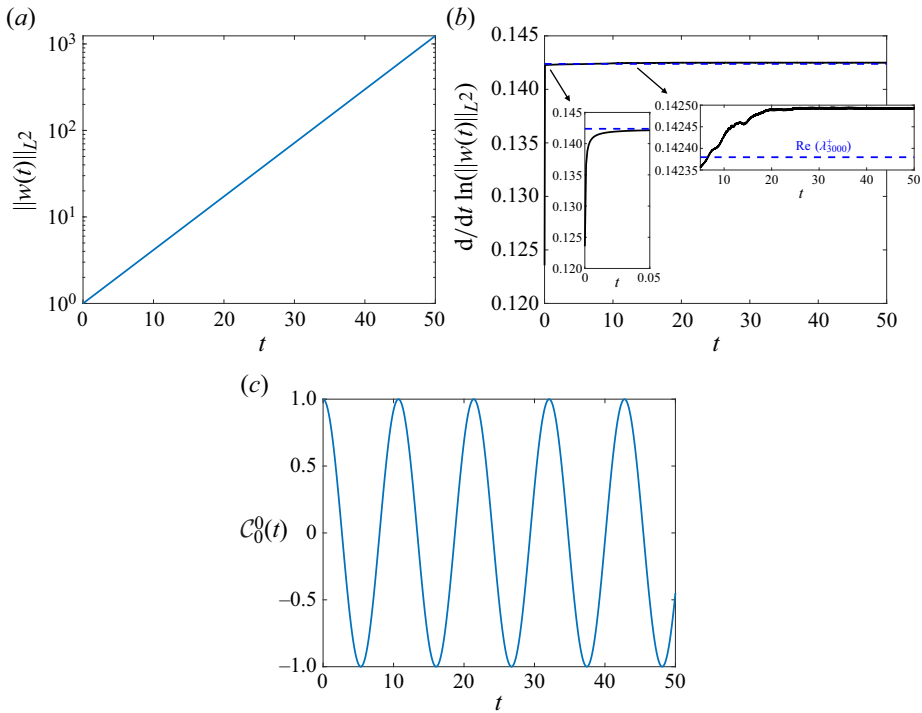 (a)
||w(t)||_{L^2}
10^3
10^2
10^1
10^0
0 10 20 30 40 50
t
(b)
d/dt ln(||w(t)||_{L^2})
0.145
0.140
0.135
0.130
0.125
0.120
0 10 20 30 40 50
t
0.145
0.140
0.135
0.130
0.125
0.120
0 0.05
t
0.14250
0.14245
0.14240
0.14235
Re (λ^‡_{3000})
10 20 30 40 50
t
(c)
C^0_0(t)
1.0
0.5
0
–0.5
–1.0
0 10 20 30 40 50
t